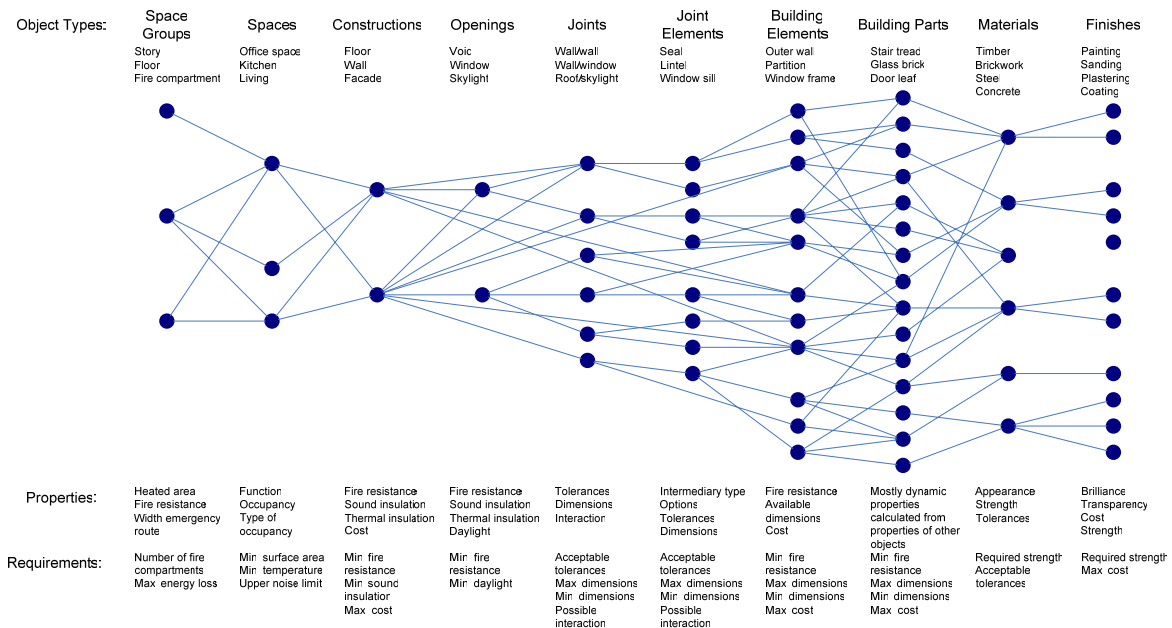 Object Types:
Space
Groups
Spaces
Constructions
Openings
Joints
Joint
Elements
Building
Elements
Building Parts
Materials
Finishes
Story
Floor
Fire compartment
Office space
Kitchen
Living
Floor
Wall
Facade
Voic
Window
Skylight
Wall/wall
Wall/window
Roof/skylight
Seal
Lintel
Window sill
Outer wall
Partition
Window frame
Stair tread
Glass brick
Door leaf
Timber
Brickwork
Steel
Concrete
Painting
Sanding
Plastering
Coating
Properties:
Heated area
Fire resistance
Width emergency
route
Function
Occupancy
Type of
occupancy
Fire resistance
Sound insulation
Thermal insulation
Cost
Fire resistance
Sound insulation
Thermal insulation
Daylight
Tolerances
Dimensions
Interaction
Intermediary type
Options
Tolerances
Dimensions
Fire resistance
Available
dimensions
Cost
Mostly dynamic
properties
calculated from
properties of other
objects
Appearance
Strength
Tolerances
Brilliance
Transparency
Cost
Strength
Requirements:
Number of fire
compartments
Max energy loss
Min surface area
Min temperature
Upper noise limit
Min fire
resistance
Min sound
insulation
Max cost
Min fire
resistance
Min daylight
Acceptable
tolerances
Max dimensions
Min dimensions
Possible
interaction
Acceptable
tolerances
Max dimensions
Min dimensions
Possible
interaction
Min fire
resistance
Max dimensions
Min dimensions
Max cost
Min fire
resistance
Max dimensions
Min dimensions
Max cost
Required strength
Acceptable
tolerances
Required strength
Max cost